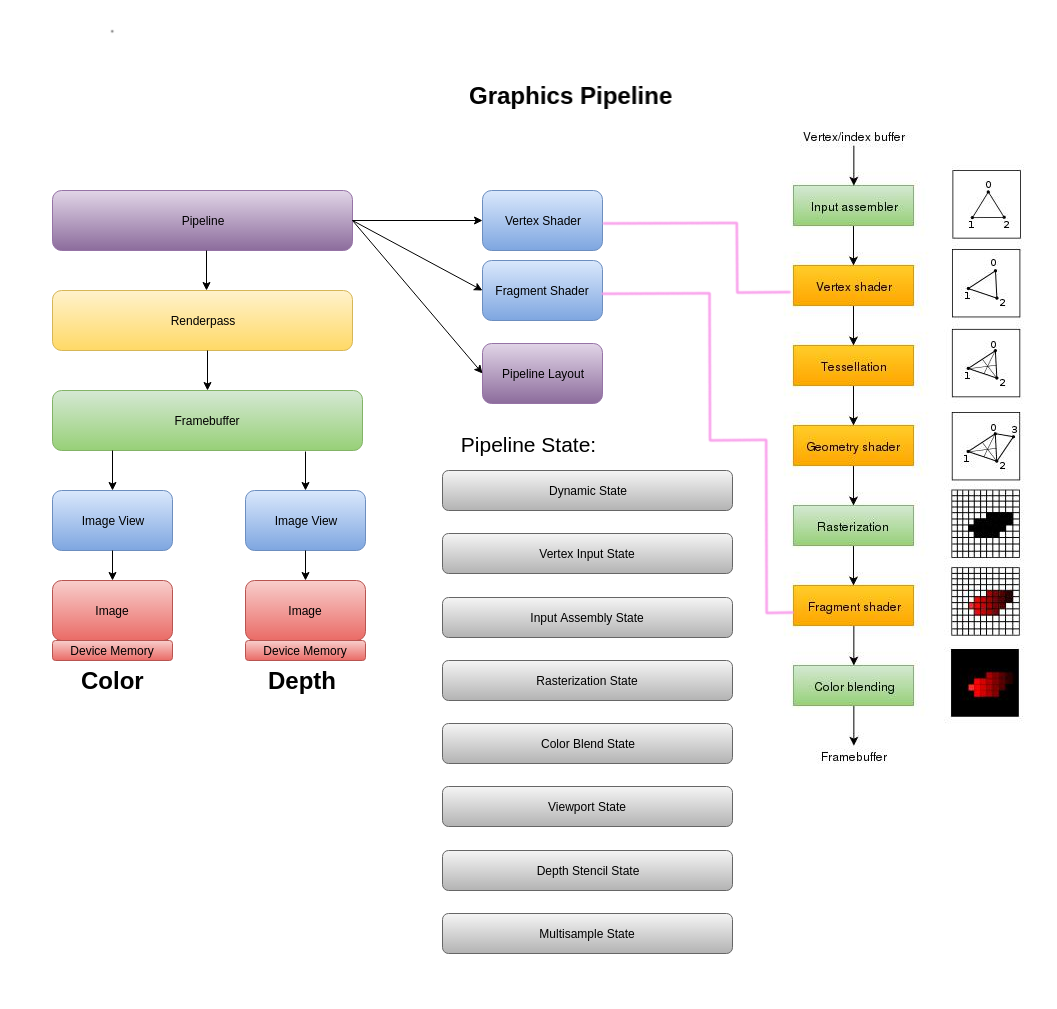 Graphics Pipeline
Pipeline
Renderpass
Framebuffer
Image View
Image View
Image
Image
Device Memory
Device Memory
Color
Depth
Vertex Shader
Fragment Shader
Pipeline Layout
Pipeline State:
Dynamic State
Vertex Input State
Input Assembly State
Rasterization State
Color Blend State
Viewport State
Depth Stencil State
Multisample State
Vertex/index buffer
Input assembler
Vertex shader
Tessellation
Geometry shader
Rasterization
Fragment shader
Color blending
Framebuffer
0
1 2
0
1
2
0
1
2
0 3
1
2